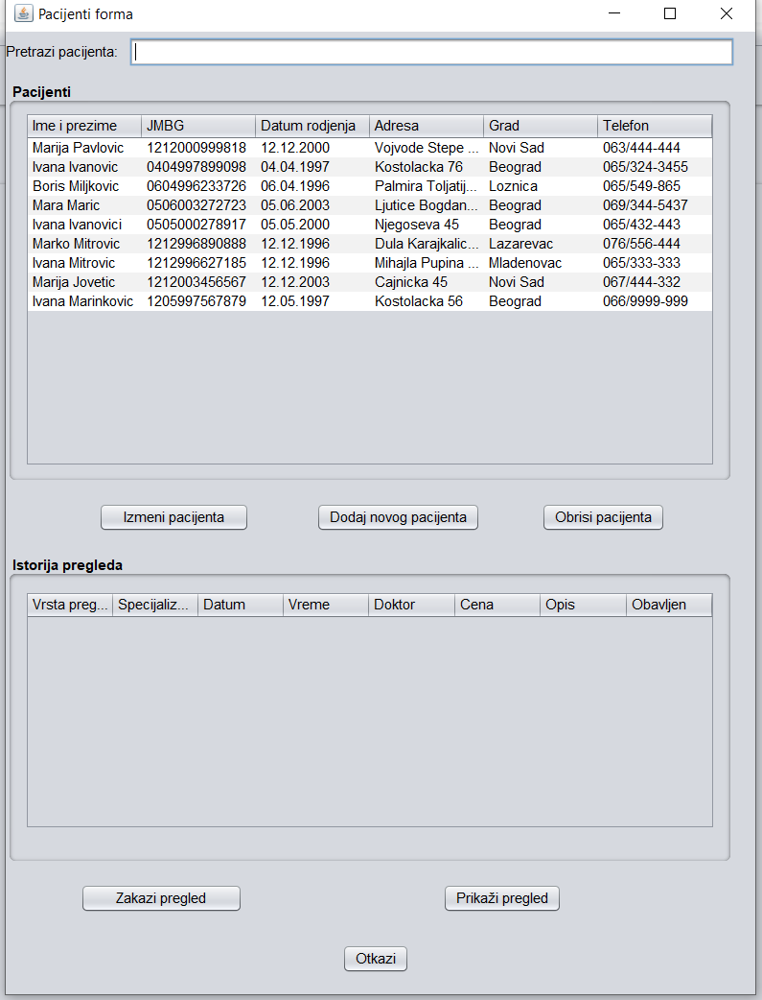 Pacijenti forma
Pretrazi pacijenta:
Pacijenti
Ime i prezime JMBG Datum rodjenja Adresa Grad Telefon
Marija Pavlovic 1212000999818 12.12.2000 Vojvode Stepe ... Novi Sad 063/444-444
Ivana Ivanovic 0404997899098 04.04.1997 Kostolacka 76 Beograd 065/324-3455
Boris Miljkovic 0604996233726 06.04.1996 Palmira Toljatij... Loznica 065/549-865
Mara Maric 0506003272723 05.06.2003 Ljutice Bogdan... Beograd 069/344-5437
Ivana Ivanovici 0505000278917 05.05.2000 Njegoseva 45 Beograd 065/432-443
Marko Mitrovic 1212996890888 12.12.1996 Dula Karajkalic... Lazarevac 076/556-444
Ivana Mitrovic 1212996627185 12.12.1996 Mihajla Pupina ... Mladenovac 065/333-333
Marija Jovetic 1212003456567 12.12.2003 Cajnicka 45 Novi Sad 067/444-332
Ivana Marinkovic 1205997567879 12.05.1997 Kostolacka 56 Beograd 066/9999-999
Izmeni pacijenta Dodaj novog pacijenta Obrisi pacijenta
Istorija pregleda
Vrsta preg... Specijaliz... Datum Vreme Doktor Cena Opis Obavljen
Zakazi pregled Prikaži pregled
Otkazi